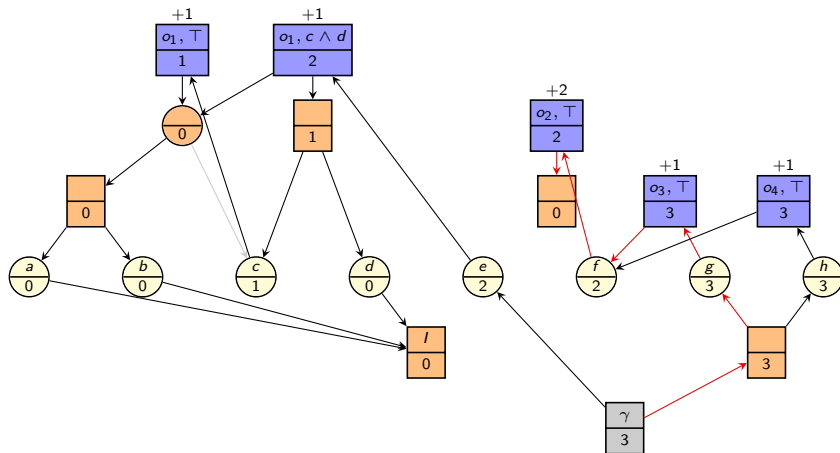 +1 +1
o₁, ⊤ o₁, c ∧ d
1 2
+2
o₂, ⊤
2
0 1
+1 +1
o₃, ⊤ o₄, ⊤
3 3
0 0
a b c d e f g h
0 0 1 0 2 2 3 3
I
0 3
γ
3